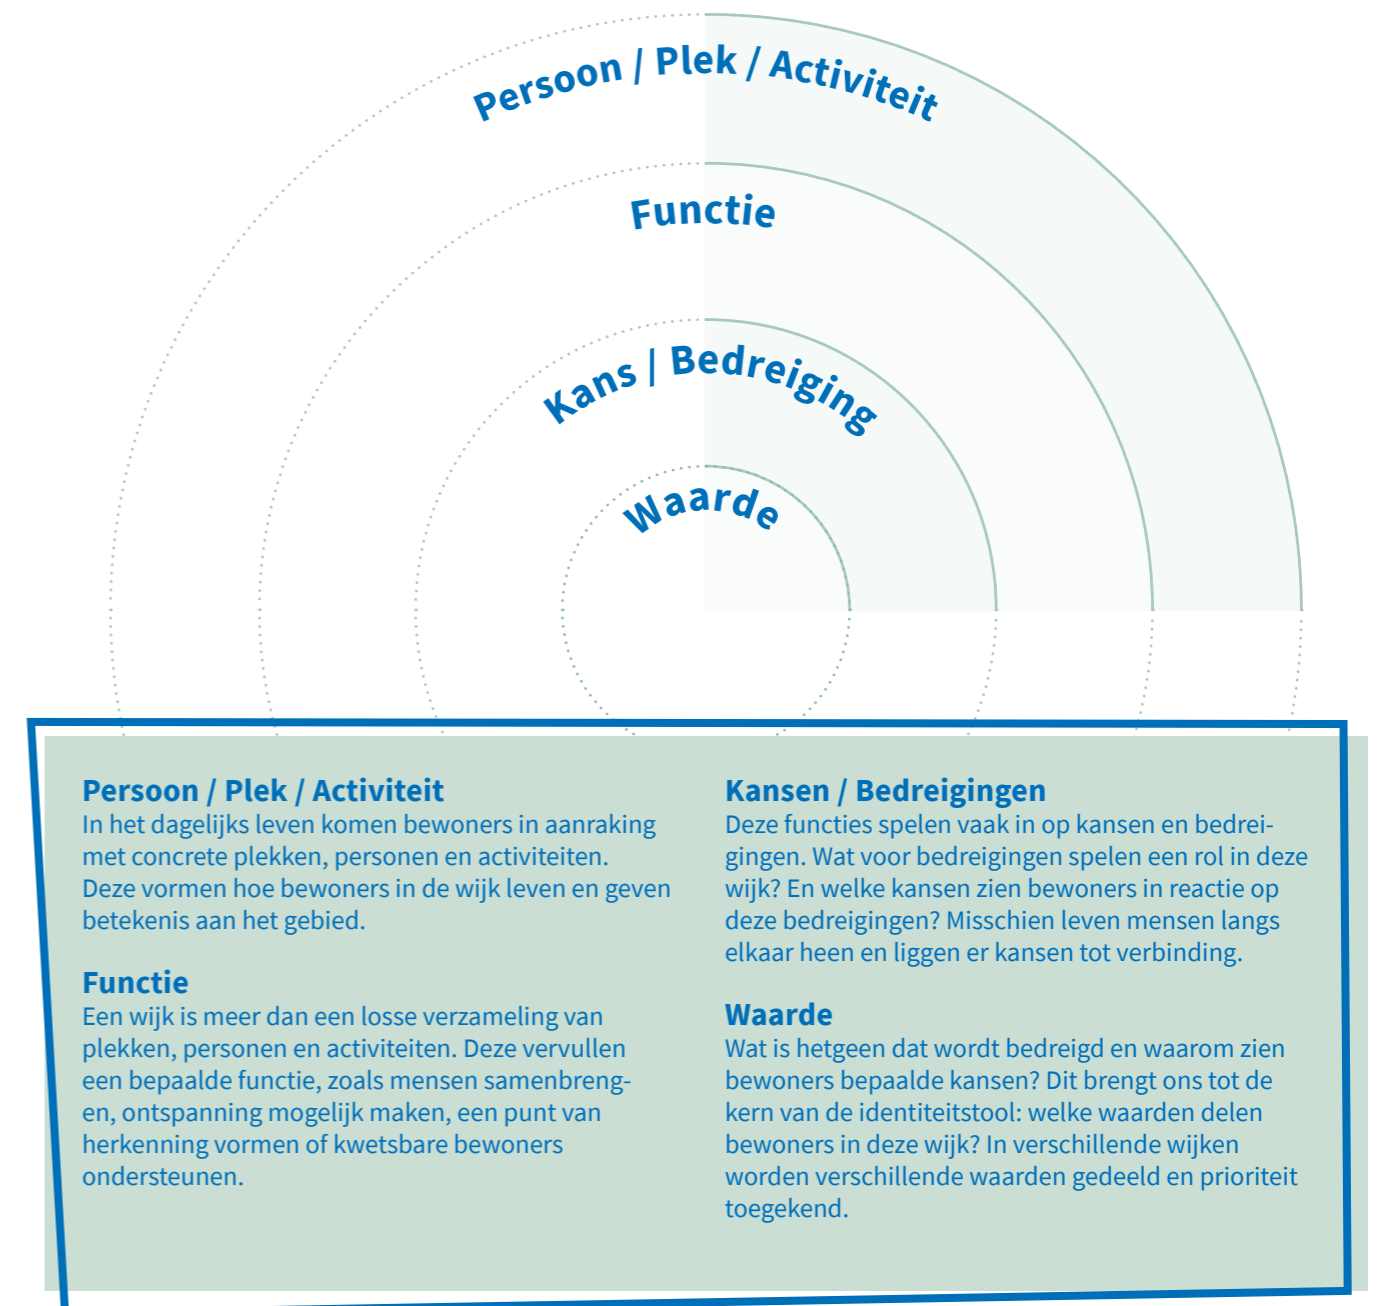 Persoon / Plek / Activiteit
Functie
Kans / Bedreiging
Waarde
Persoon / Plek / Activiteit
In het dagelijks leven komen bewoners in aanraking
met concrete plekken, personen en activiteiten.
Deze vormen hoe bewoners in de wijk leven en geven
betekenis aan het gebied.
Functie
Een wijk is meer dan een losse verzameling van
plekken, personen en activiteiten. Deze vervullen
een bepaalde functie, zoals mensen samenbreng-
en, ontspanning mogelijk maken, een punt van
herkenning vormen of kwetsbare bewoners
ondersteunen.
Kansen / Bedreigingen
Deze functies spelen vaak in op kansen en bedrei-
gingen. Wat voor bedreigingen spelen een rol in deze
wijk? En welke kansen zien bewoners in reactie op
deze bedreigingen? Misschien leven mensen langs
elkaar heen en liggen er kansen tot verbinding.
Waarde
Wat is hetgeen dat wordt bedreigd en waarom zien
bewoners bepaalde kansen? Dit brengt ons tot de
kern van de identiteitstool: welke waarden delen
bewoners in deze wijk? In verschillende wijken
worden verschillende waarden gedeeld en prioriteit
toegekend.